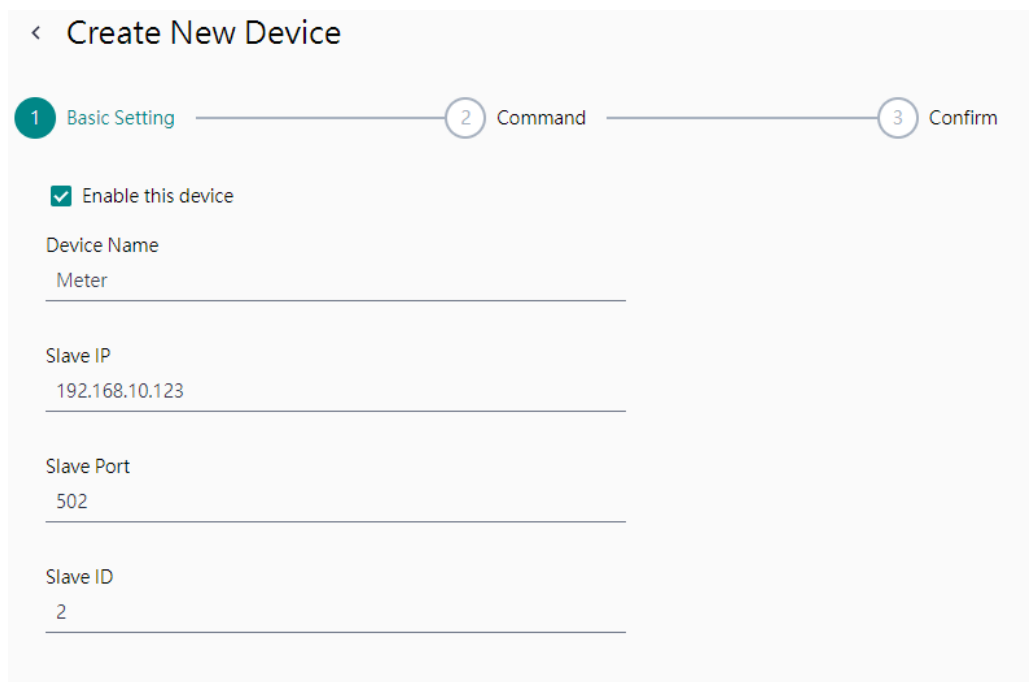 Create New Device
1 Basic Setting 2 Command 3 Confirm
Enable this device
Device Name
Meter
Slave IP
192.168.10.123
Slave Port
502
Slave ID
2